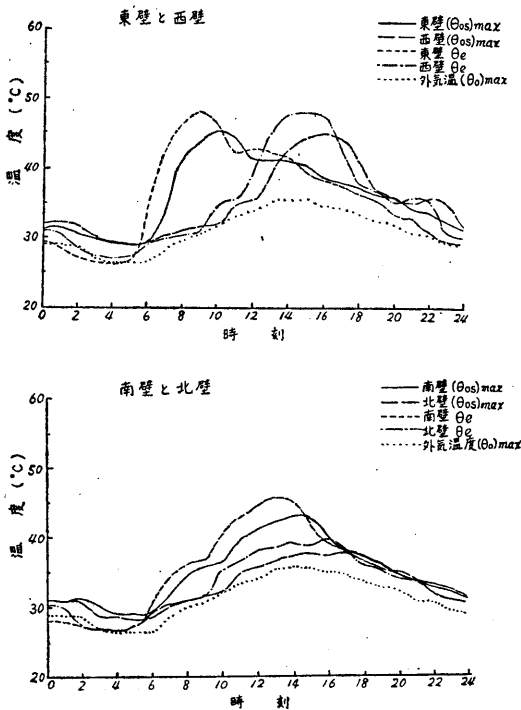 東壁と西壁
東壁(θos)max
西壁(θos)max
東壁 θe
西壁 θe
外気温(θo)max
温度(℃)
60
50
40
30
20
0 2 4 6 8 10 12 14 16 18 20 22 24
時刻
南壁と北壁
南壁(θos)max
北壁(θos)max
南壁 θe
北壁 θe
外気温度(θo)max
温度(℃)
60
50
40
30
20
0 2 4 6 8 10 12 14 16 18 20 22 24
時刻